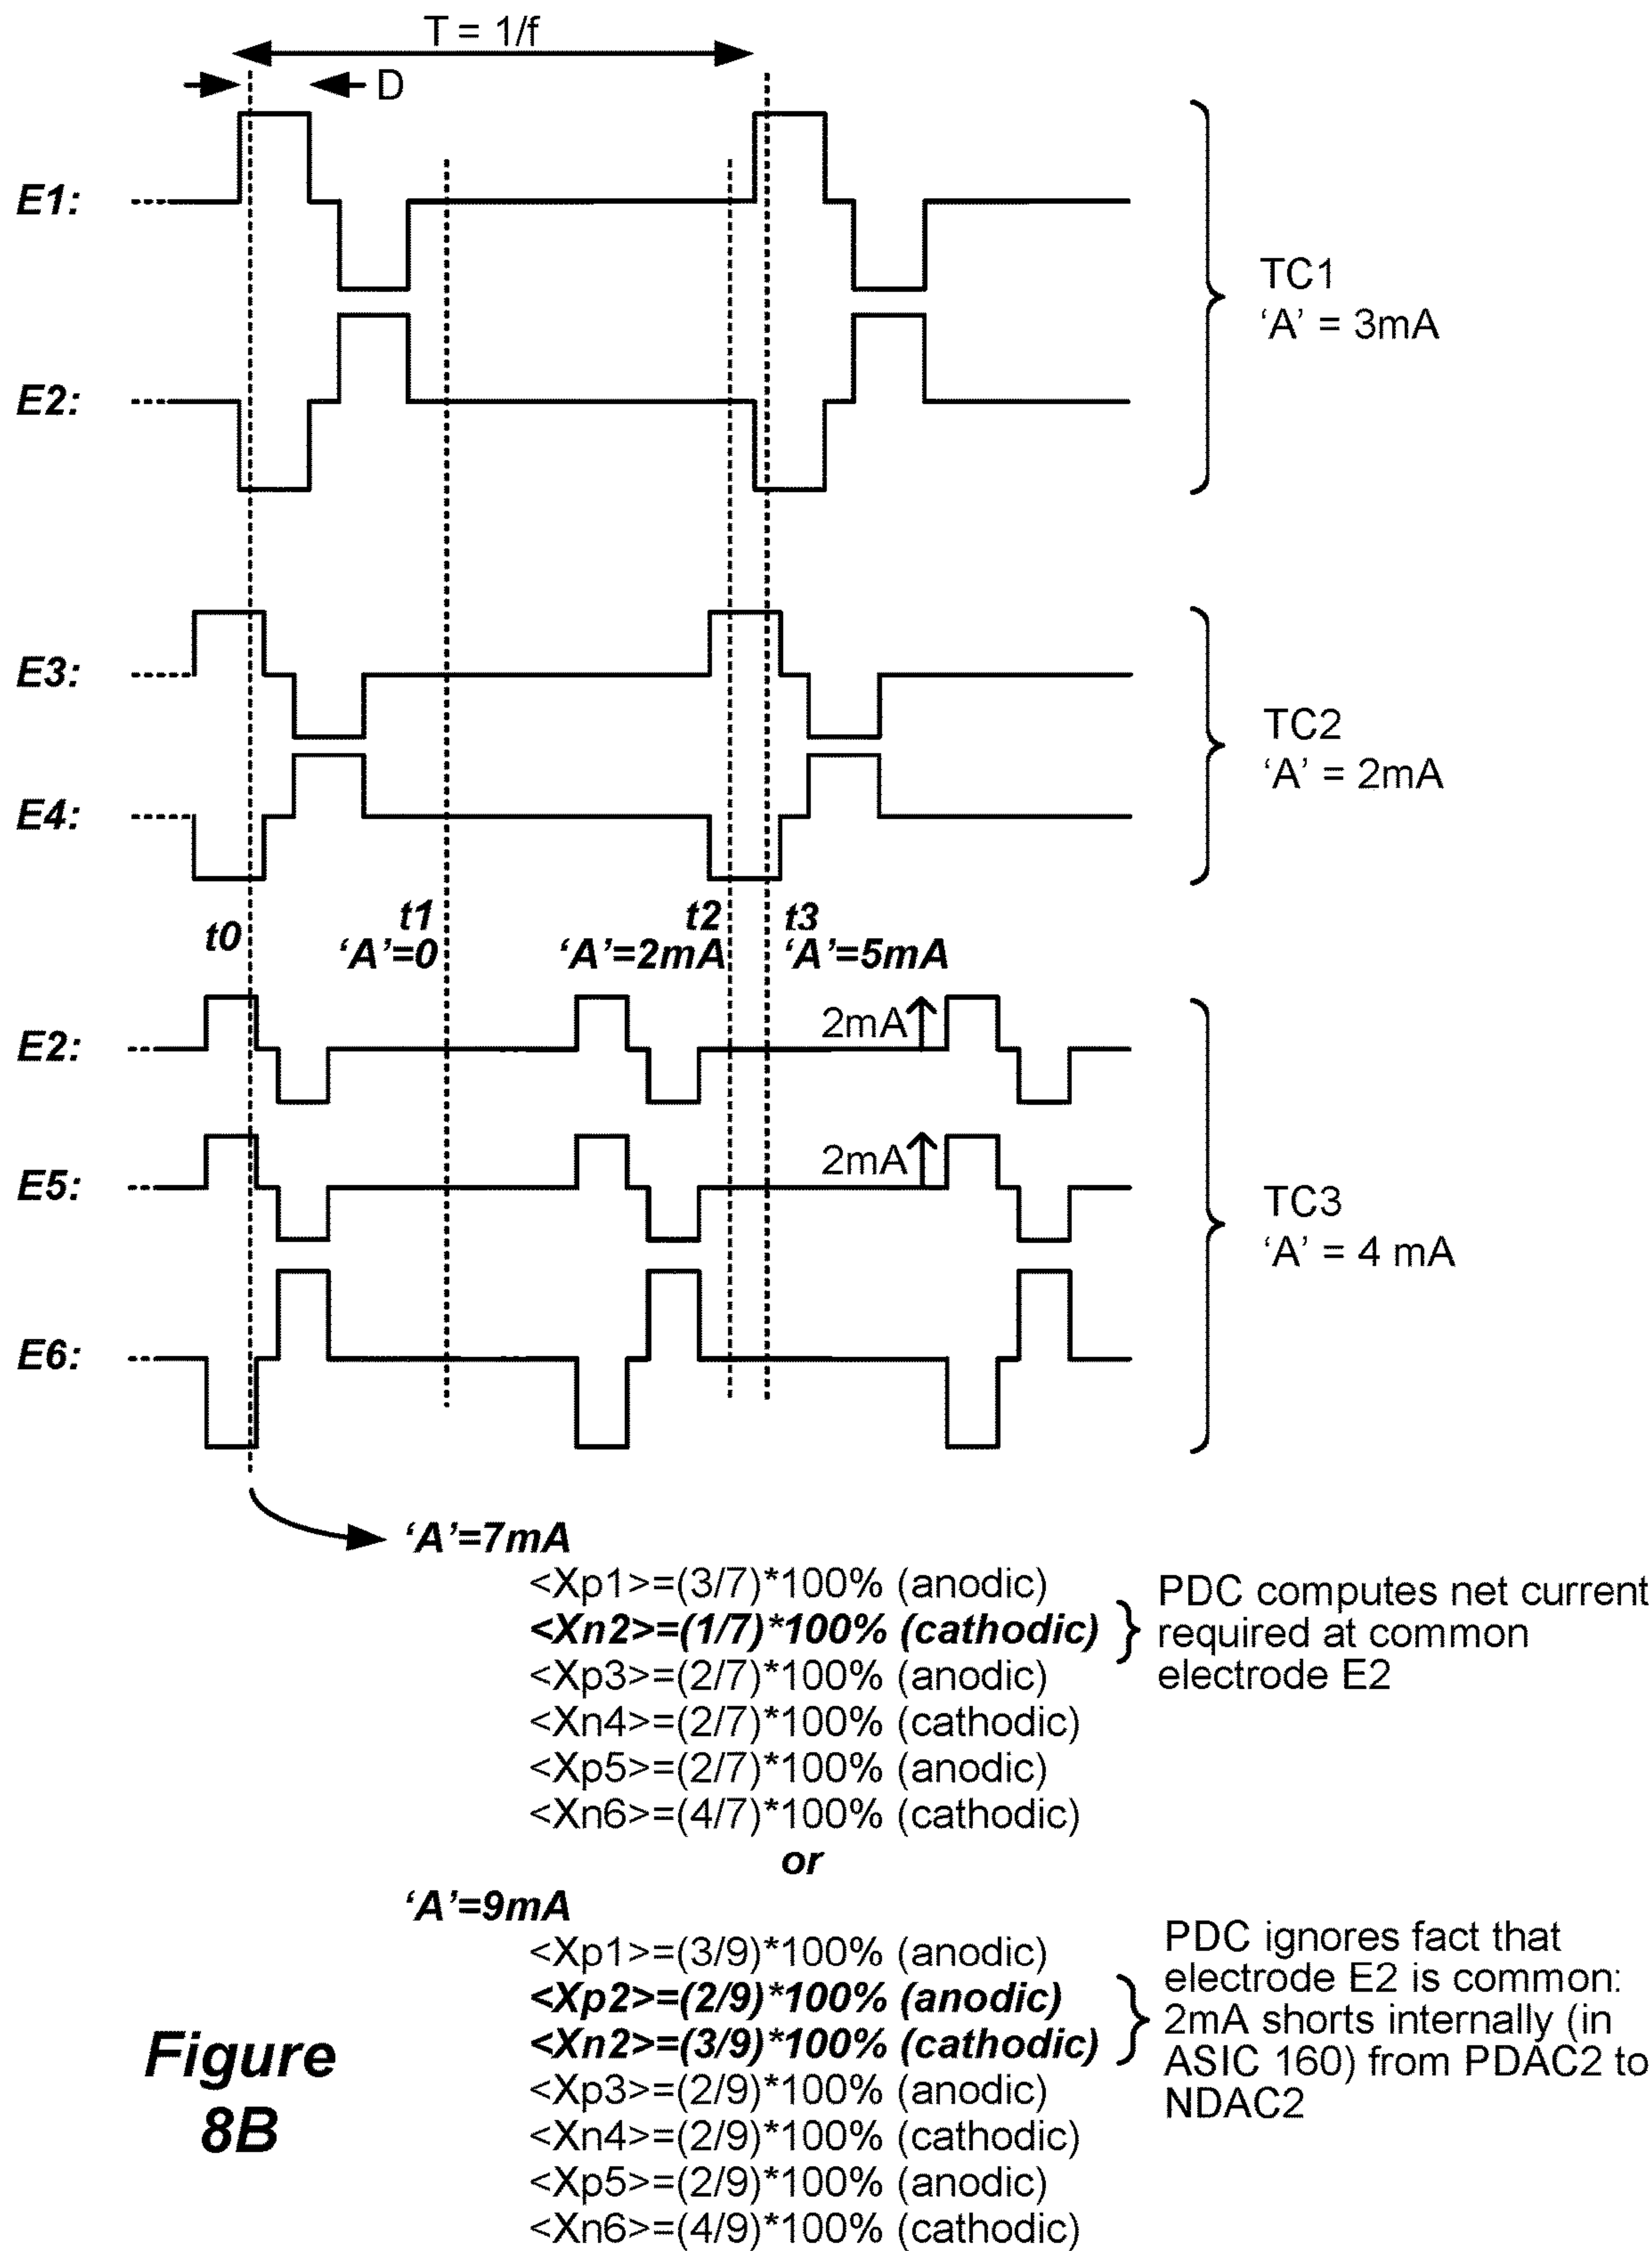 T = 1/f
D
E1:
TC1
‘A’ = 3mA
E2:
E3:
TC2
‘A’ = 2mA
E4:
t0
t1
‘A’=0
t2
‘A’=2mA
t3
‘A’=5mA
E2:
2mA
E5:
2mA
TC3
‘A’ = 4 mA
E6:
‘A’=7mA
<Xp1>=(3/7)*100% (anodic)
<Xn2>=(1/7)*100% (cathodic)
<Xp3>=(2/7)*100% (anodic)
<Xn4>=(2/7)*100% (cathodic)
<Xp5>=(2/7)*100% (anodic)
<Xn6>=(4/7)*100% (cathodic)
PDC computes net current
required at common
electrode E2
or
‘A’=9mA
<Xp1>=(3/9)*100% (anodic)
<Xp2>=(2/9)*100% (anodic)
<Xn2>=(3/9)*100% (cathodic)
<Xp3>=(2/9)*100% (anodic)
<Xn4>=(2/9)*100% (cathodic)
<Xp5>=(2/9)*100% (anodic)
<Xn6>=(4/9)*100% (cathodic)
PDC ignores fact that
electrode E2 is common:
2mA shorts internally (in
ASIC 160) from PDAC2 to
NDAC2
Figure
8B